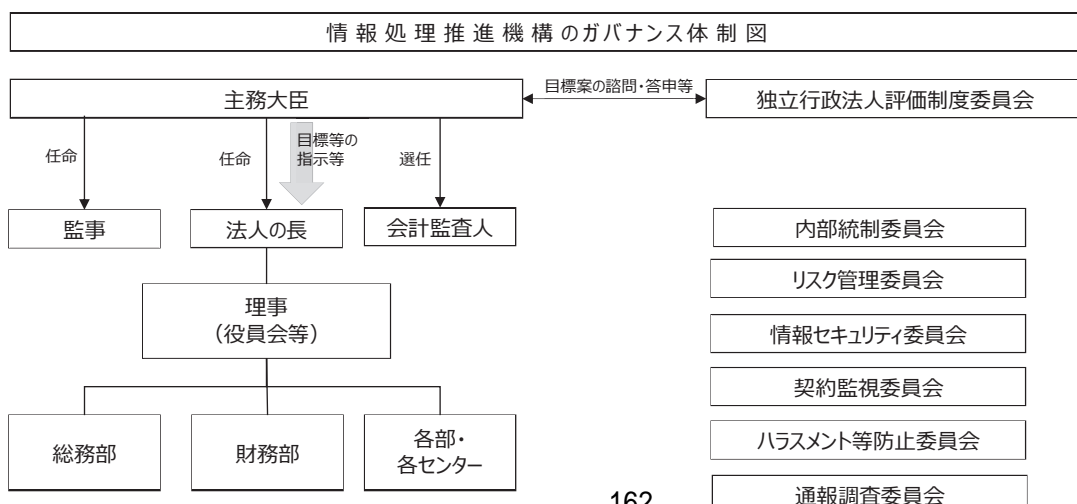 情報処理推進機構のガバナンス体制図
目標案の諮問・答申等
主務大臣
独立行政法人評価制度委員会
任命
任命
目標等の
指示等
選任
監事
法人の長
会計監査人
内部統制委員会
リスク管理委員会
理事
（役員会等）
情報セキュリティ委員会
契約監視委員会
総務部
財務部
各部・
各センター
ハラスメント等防止委員会
通報調査委員会
162